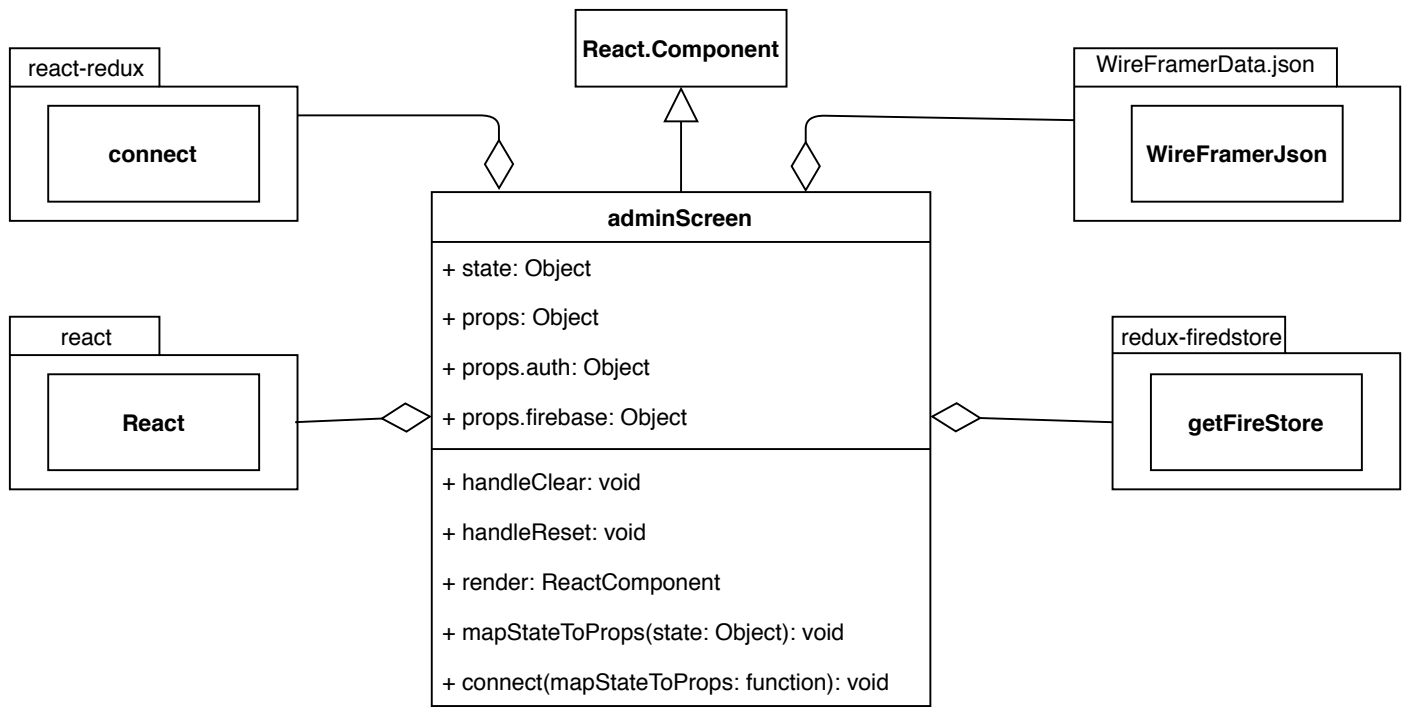 React.Component
react-redux
connect
WireFramerData.json
WireFramerJson
adminScreen
+ state: Object
+ props: Object
+ props.auth: Object
+ props.firebase: Object
+ handleClear: void
+ handleReset: void
+ render: ReactComponent
+ mapStateToProps(state: Object): void
+ connect(mapStateToProps: function): void
react
React
redux-firedstore
getFireStore